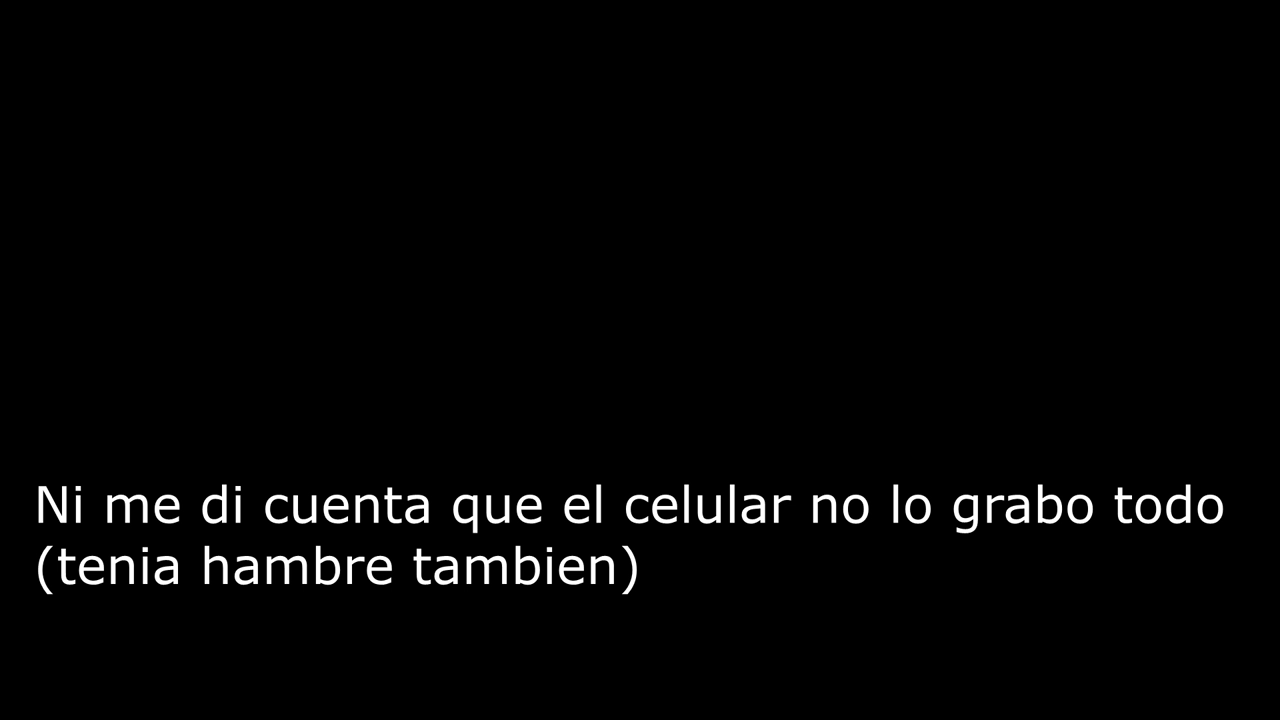 Ni me di cuenta que el celular no lo grabo todo
(tenia hambre tambien)